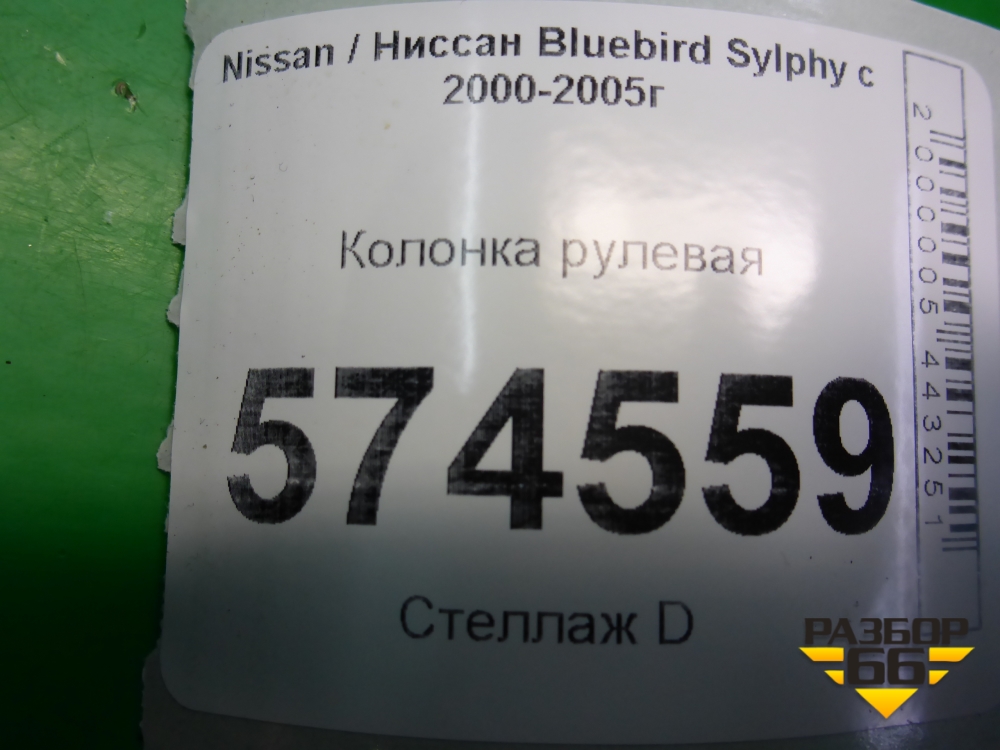 Nissan / Ниссан Bluebird Sylphy с
2000-2005г
Колонка рулевая
574559
Стеллаж D
2000005443251
РАЗБОР
66